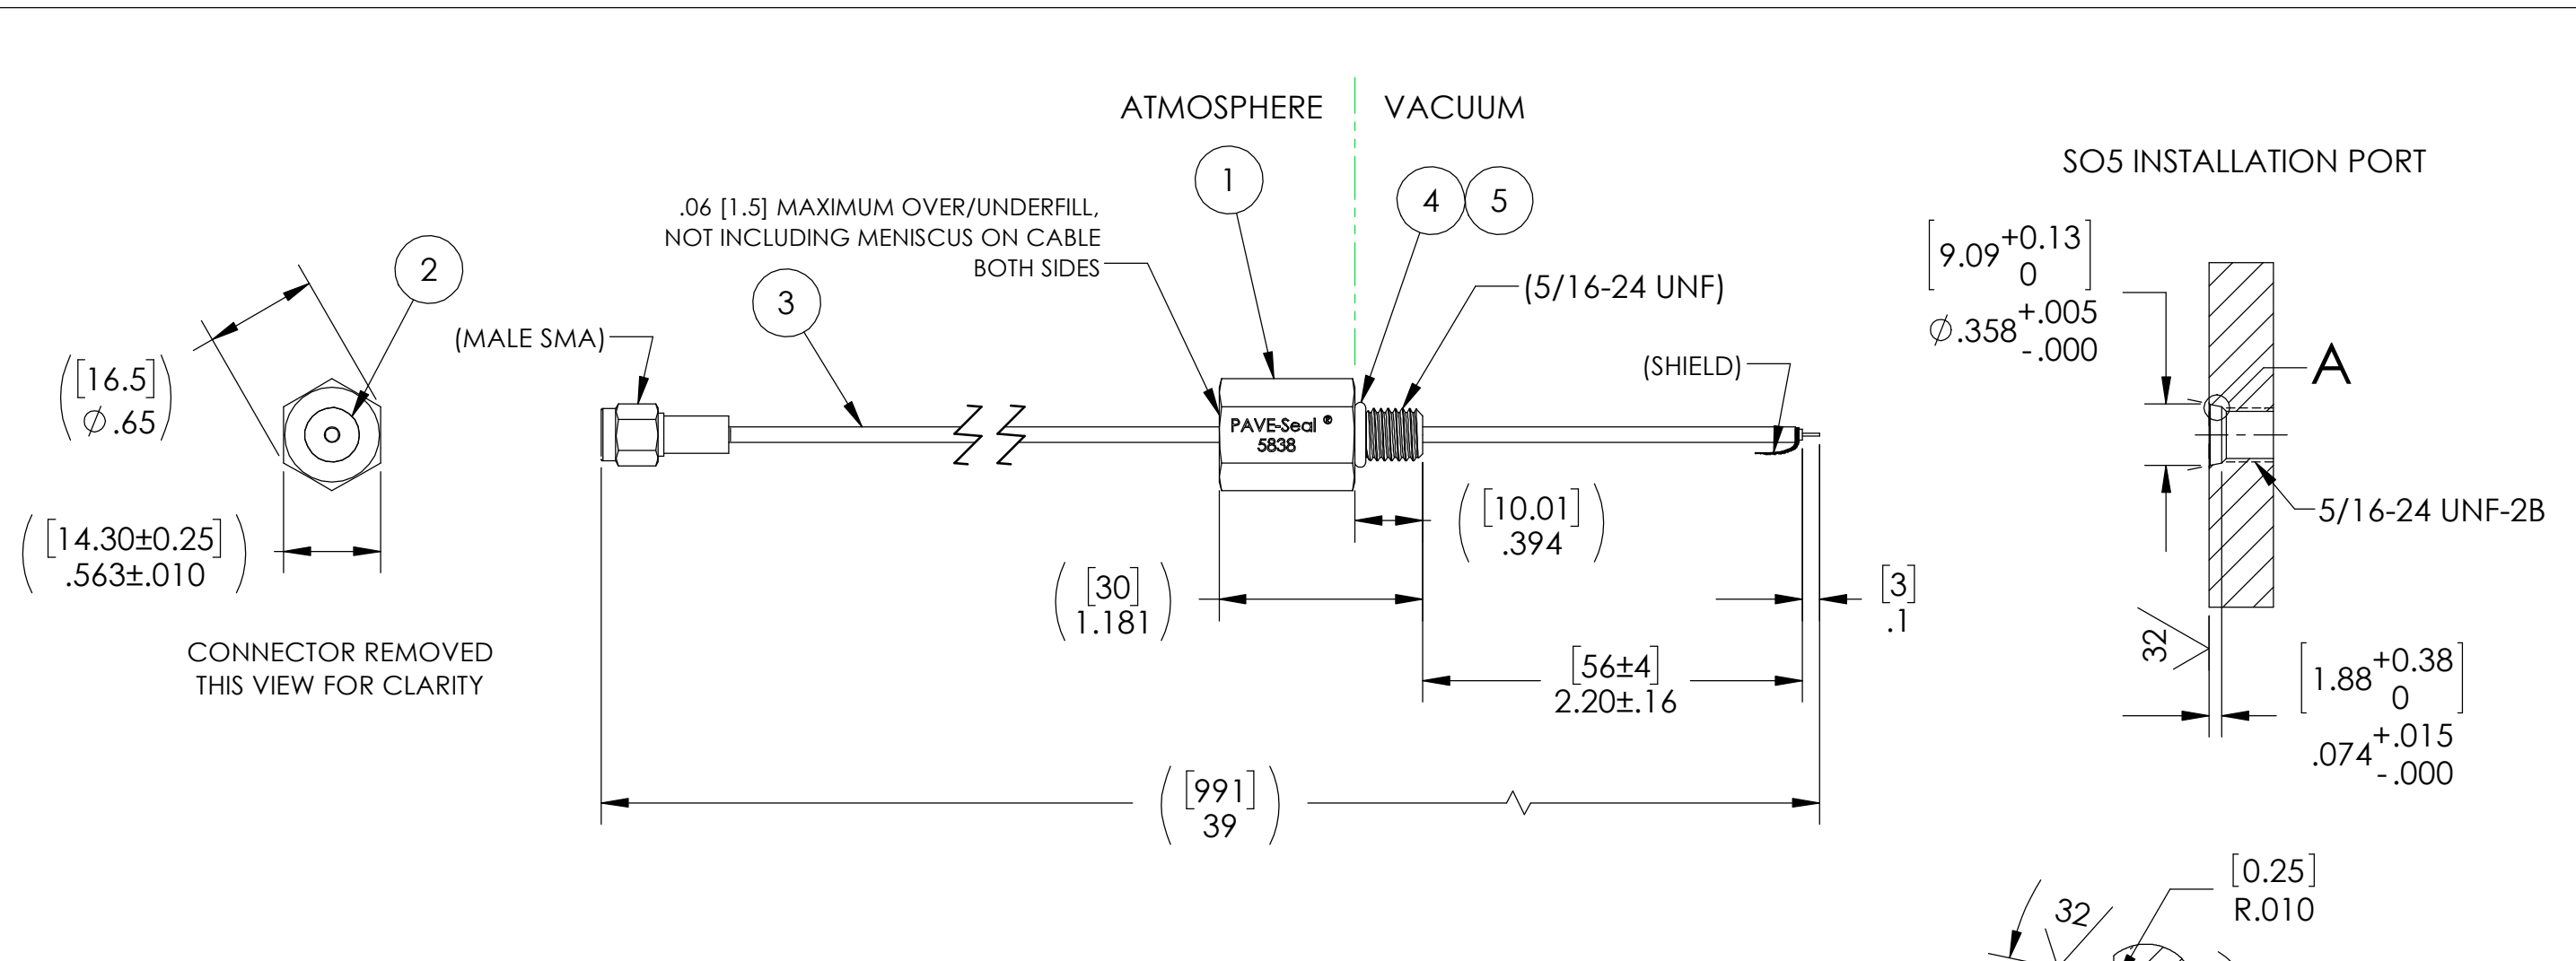 ATMOSPHERE
VACUUM
1
4
5
.06 [1.5] MAXIMUM OVER/UNDERFILL,
NOT INCLUDING MENISCUS ON CABLE
BOTH SIDES
2
3
(MALE SMA)
(5/16-24 UNF)
(SHIELD)
PAVE-Seal ®
5838
([16.5]
⌀ .65)
([14.30±0.25]
.563±.010)
CONNECTOR REMOVED
THIS VIEW FOR CLARITY
([10.01]
.394)
([30]
1.181)
[3]
.1
[56±4]
2.20±.16
([991]
39)
SO5 INSTALLATION PORT
[9.09 +0.13 0]
⌀.358 +.005 -.000
A
5/16-24 UNF-2B
32
[1.88 +0.38 0]
.074 +.015 -.000
[0.25]
R.010
32